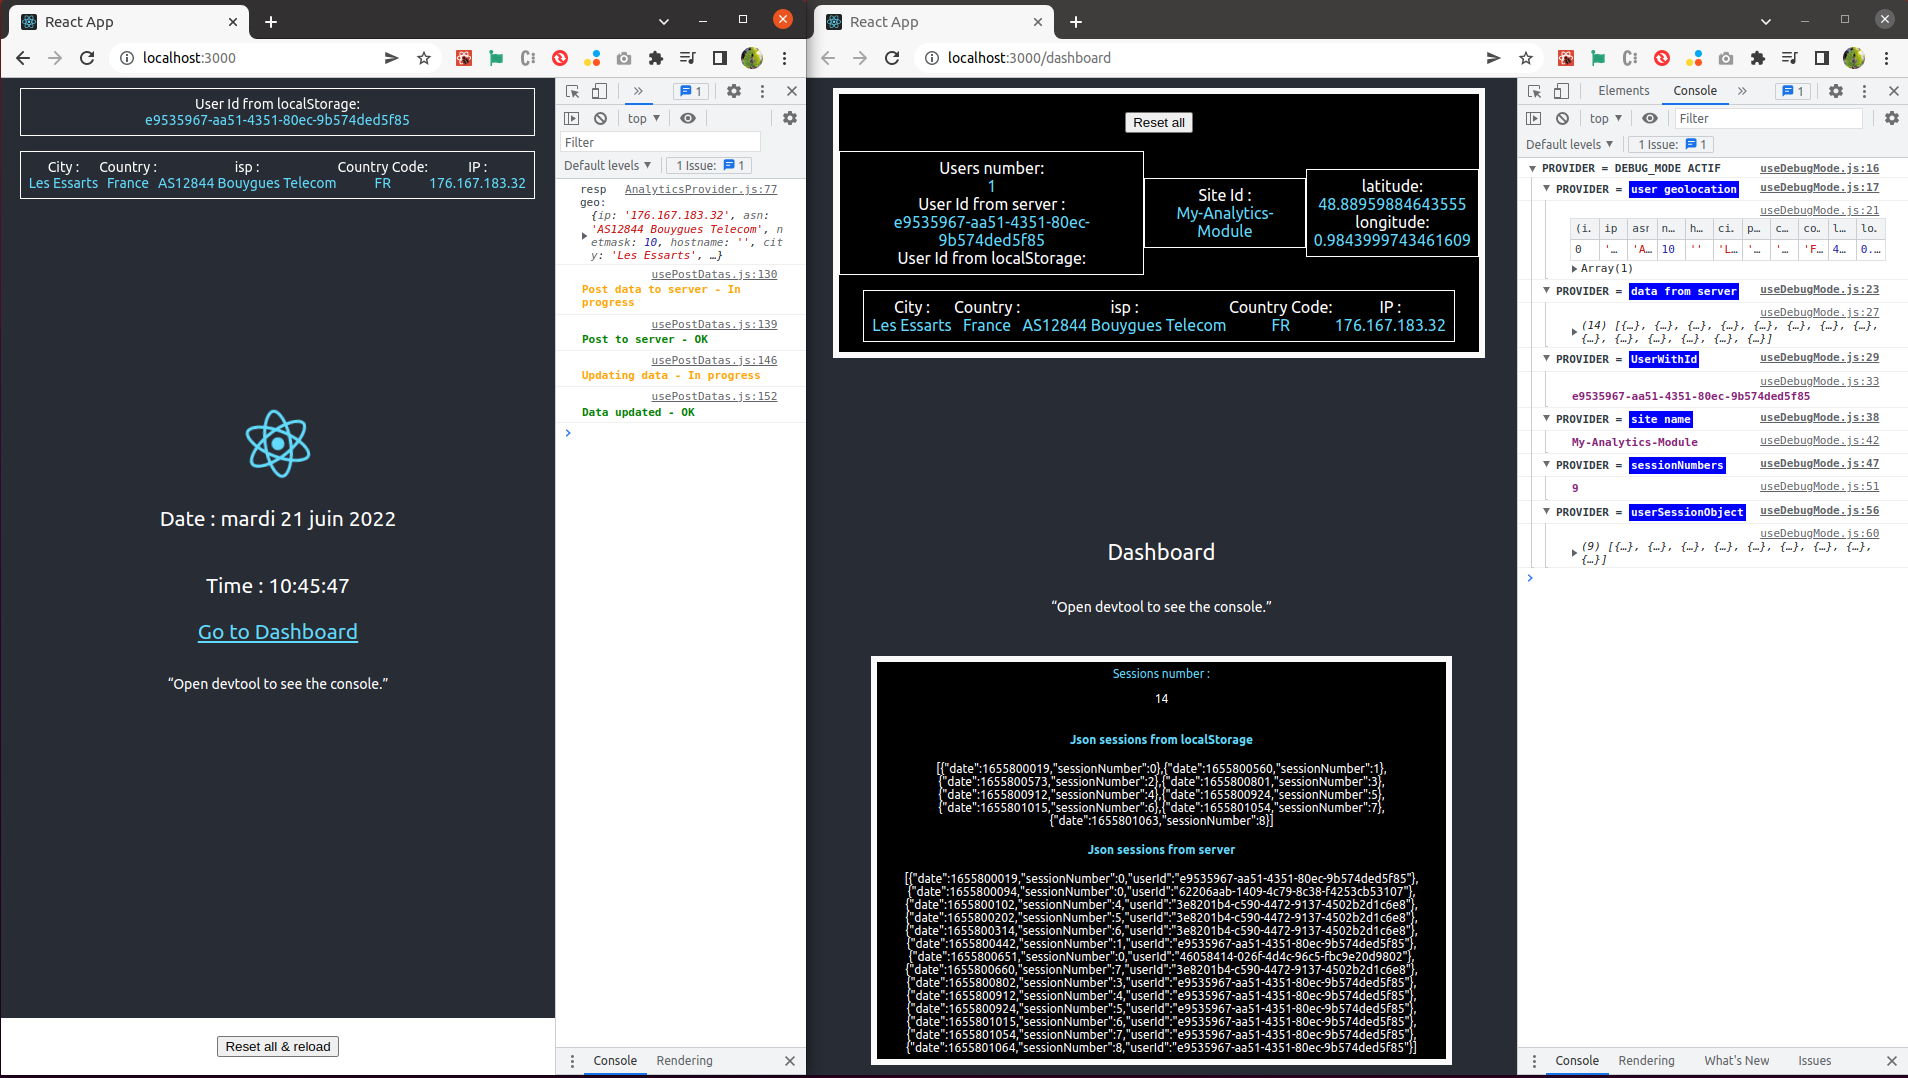 React App
localhost:3000
User Id from localStorage:
e9535967-aa51-4351-80ec-9b574ded5f85
City : Country : isp : Country Code: IP :
Les Essarts France AS12844 Bouygues Telecom FR 176.167.183.32
Date : mardi 21 juin 2022
Time : 10:45:47
Go to Dashboard
“Open devtool to see the console.”
Reset all & reload
» 1
top ▼
Filter
Default levels ▼ 1 Issue: 1
resp AnalyticsProvider.js:77
geo:
{ip: '176.167.183.32', asn:
'AS12844 Bouygues Telecom', n
etmask: 10, hostname: '', cit
y: 'Les Essarts', …}
usePostDatas.js:130
Post data to server - In
progress
usePostDatas.js:139
Post to server - OK
usePostDatas.js:146
Updating data - In progress
usePostDatas.js:152
Data updated - OK
Console Rendering
React App
localhost:3000/dashboard
Reset all
Users number:
1
User Id from server :
e9535967-aa51-4351-80ec-
9b574ded5f85
User Id from localStorage:
Site Id :
My-Analytics-
Module
latitude:
48.88959884643555
longitude:
0.9843999743461609
City : Country : isp : Country Code: IP :
Les Essarts France AS12844 Bouygues Telecom FR 176.167.183.32
Dashboard
“Open devtool to see the console.”
Sessions number :
14
Json sessions from localStorage
[{"date":1655800019,"sessionNumber":0},{"date":1655800560,"sessionNumber":1},
{"date":1655800573,"sessionNumber":2},{"date":1655800801,"sessionNumber":3},
{"date":1655800912,"sessionNumber":4},{"date":1655800924,"sessionNumber":5},
{"date":1655801015,"sessionNumber":6},{"date":1655801054,"sessionNumber":7},
{"date":1655801063,"sessionNumber":8}]
Json sessions from server
[{"date":1655800019,"sessionNumber":0,"userId":"e9535967-aa51-4351-80ec-9b574ded5f85"},
{"date":1655800094,"sessionNumber":0,"userId":"62206aab-1409-4c79-8c38-f4253cb53107"},
{"date":1655800102,"sessionNumber":4,"userId":"3e8201b4-c590-4472-9137-4502b2d1c6e8"},
{"date":1655800202,"sessionNumber":5,"userId":"3e8201b4-c590-4472-9137-4502b2d1c6e8"},
{"date":1655800314,"sessionNumber":6,"userId":"3e8201b4-c590-4472-9137-4502b2d1c6e8"},
{"date":1655800442,"sessionNumber":1,"userId":"e9535967-aa51-4351-80ec-9b574ded5f85"},
{"date":1655800651,"sessionNumber":0,"userId":"46058414-026f-4d4c-96c5-fbc9e20d9802"},
{"date":1655800660,"sessionNumber":7,"userId":"3e8201b4-c590-4472-9137-4502b2d1c6e8"},
{"date":1655800802,"sessionNumber":3,"userId":"e9535967-aa51-4351-80ec-9b574ded5f85"},
{"date":1655800912,"sessionNumber":4,"userId":"e9535967-aa51-4351-80ec-9b574ded5f85"},
{"date":1655800924,"sessionNumber":5,"userId":"e9535967-aa51-4351-80ec-9b574ded5f85"},
{"date":1655801015,"sessionNumber":6,"userId":"e9535967-aa51-4351-80ec-9b574ded5f85"},
{"date":1655801054,"sessionNumber":7,"userId":"e9535967-aa51-4351-80ec-9b574ded5f85"},
{"date":1655801064,"sessionNumber":8,"userId":"e9535967-aa51-4351-80ec-9b574ded5f85"}]
Elements Console » 1
top ▼ Filter
Default levels ▼ 1 Issue: 1
PROVIDER = DEBUG_MODE ACTIF useDebugMode.js:16
PROVIDER = user geolocation useDebugMode.js:17
useDebugMode.js:21
(i. ip asr n… h… ci… p… c… co… l… lo.
0 '… 'A… 10 '' 'L… '… '… 'F… 4… 0.…
Array(1)
PROVIDER = data from server useDebugMode.js:23
useDebugMode.js:27
(14) [{…}, {…}, {…}, {…}, {…}, {…}, {…}, {…},
{…}, {…}, {…}, {…}, {…}, {…}]
PROVIDER = UserWithId useDebugMode.js:29
useDebugMode.js:33
e9535967-aa51-4351-80ec-9b574ded5f85
PROVIDER = site name useDebugMode.js:38
My-Analytics-Module useDebugMode.js:42
PROVIDER = sessionNumbers useDebugMode.js:47
9 useDebugMode.js:51
PROVIDER = userSessionObject useDebugMode.js:56
useDebugMode.js:60
(9) [{…}, {…}, {…}, {…}, {…}, {…}, {…}, {…},
{…}]
Console Rendering What's New Issues